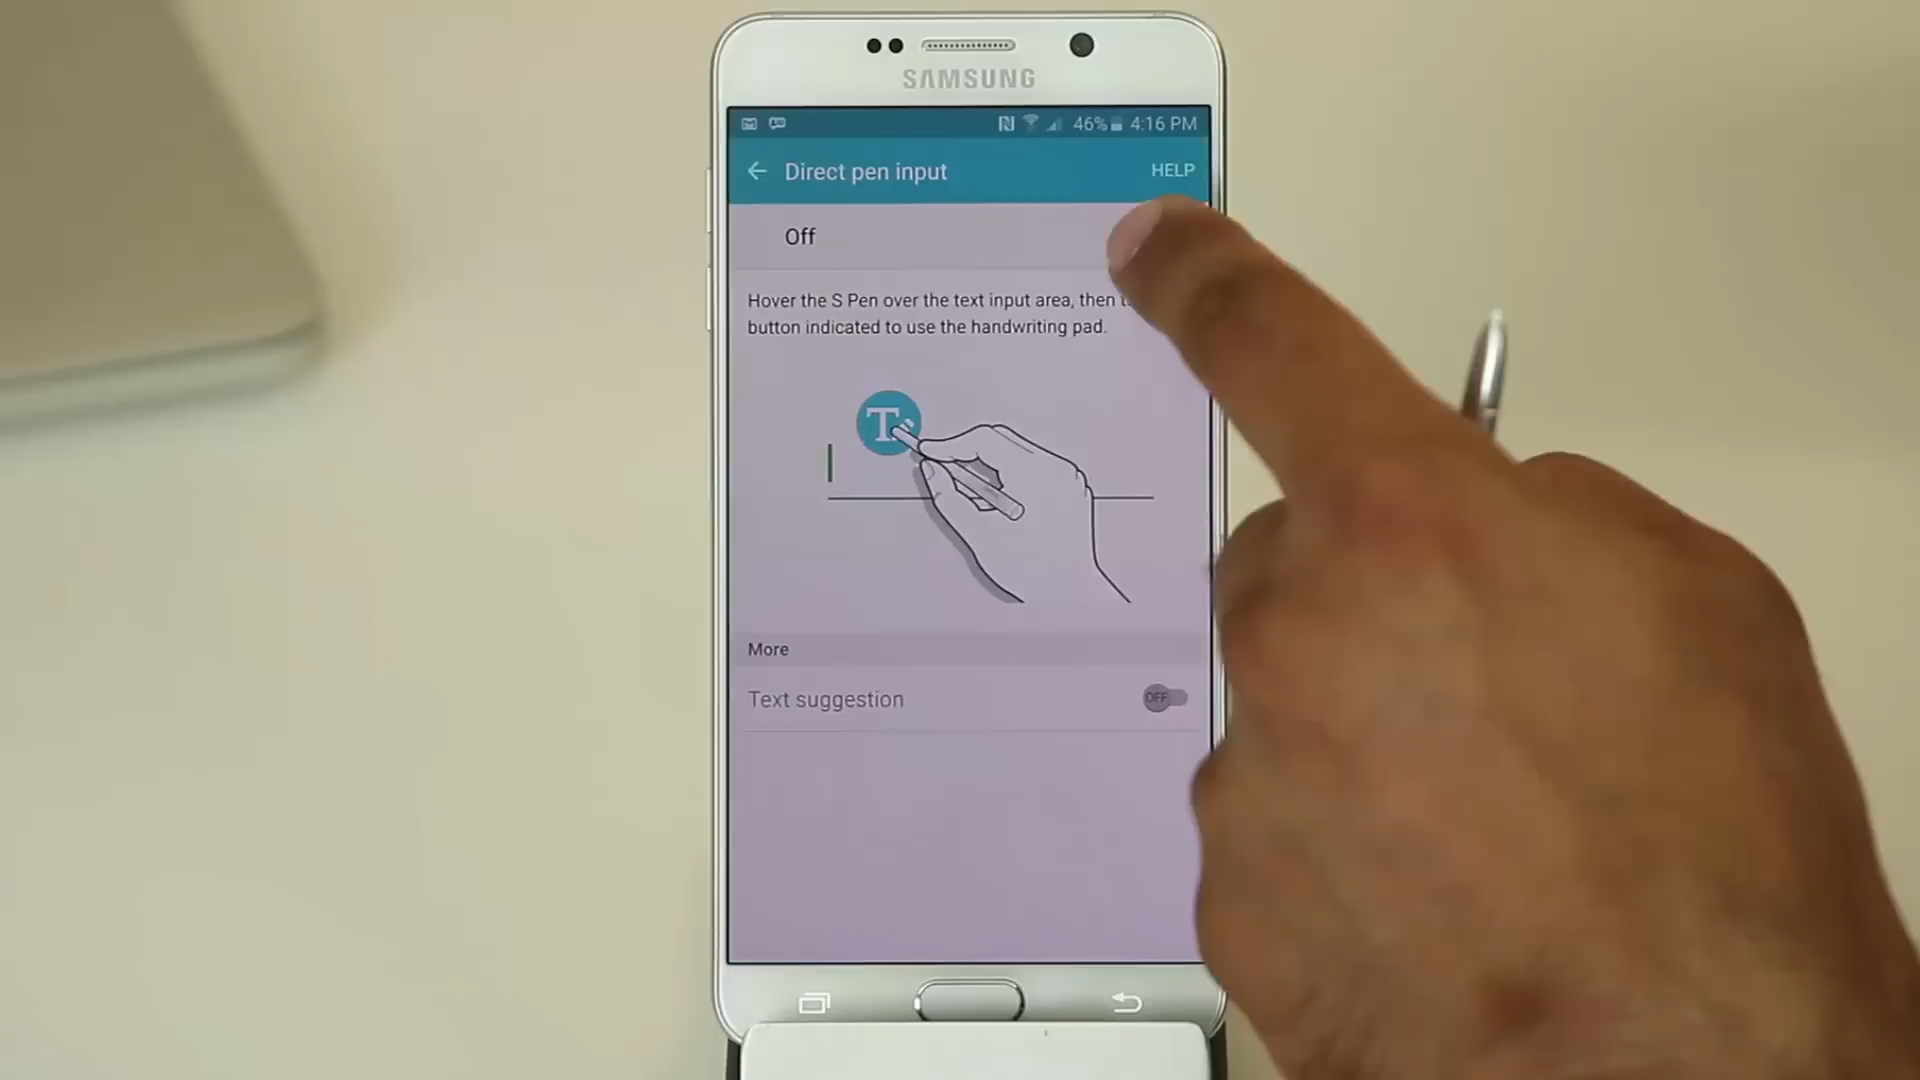 SAMSUNG
46% 4:16 PM
Direct pen input
HELP
Off
Hover the S Pen over the text input area, then
button indicated to use the handwriting pad.
T
More
Text suggestion
OFF